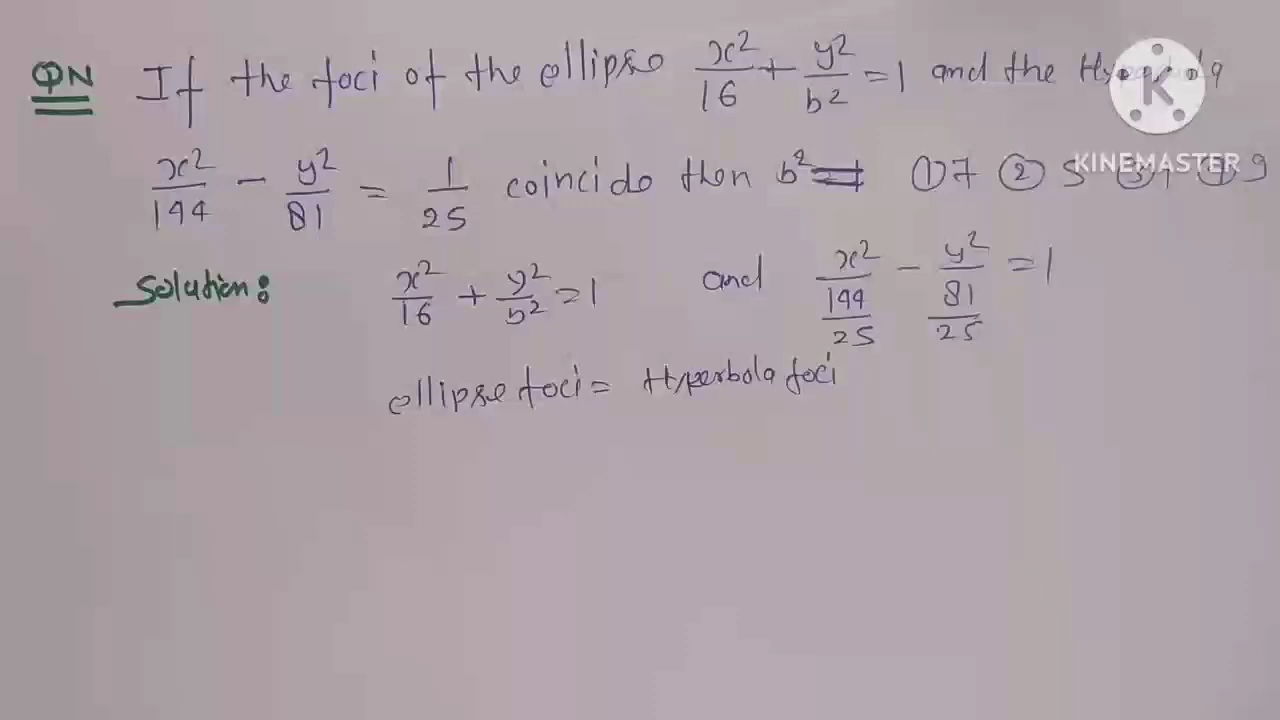 QN If the foci of the ellipse x²/16 + y²/b² = 1 and the
K
x²/144 - y²/81 = 1/25 coincide then b² = ① 7 ② 5 ④ 9
KINEMASTER
Solution: x²/16 + y²/b² = 1 and x²/(144/25) - y²/(81/25) = 1
ellipse foci = Hyperbola foci